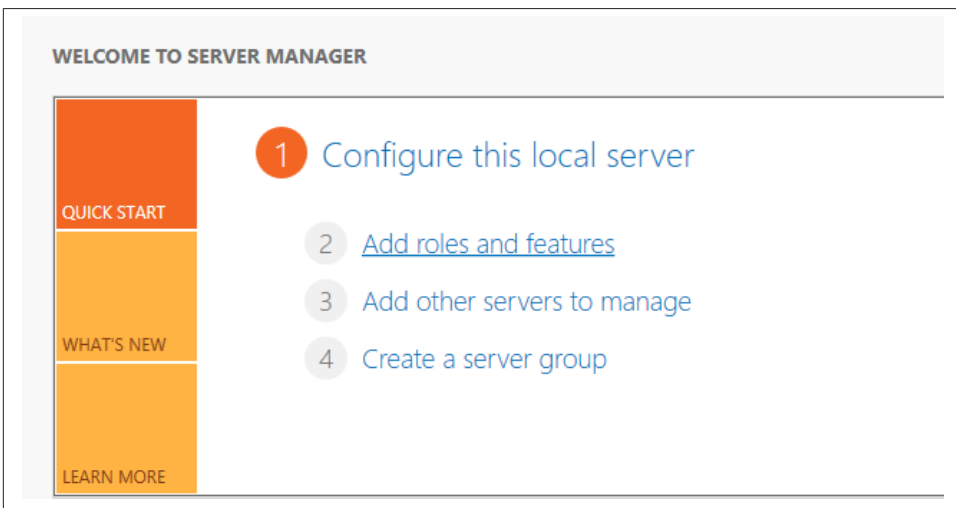 WELCOME TO SERVER MANAGER
QUICK START
WHAT'S NEW
LEARN MORE
1 Configure this local server
2 Add roles and features
3 Add other servers to manage
4 Create a server group